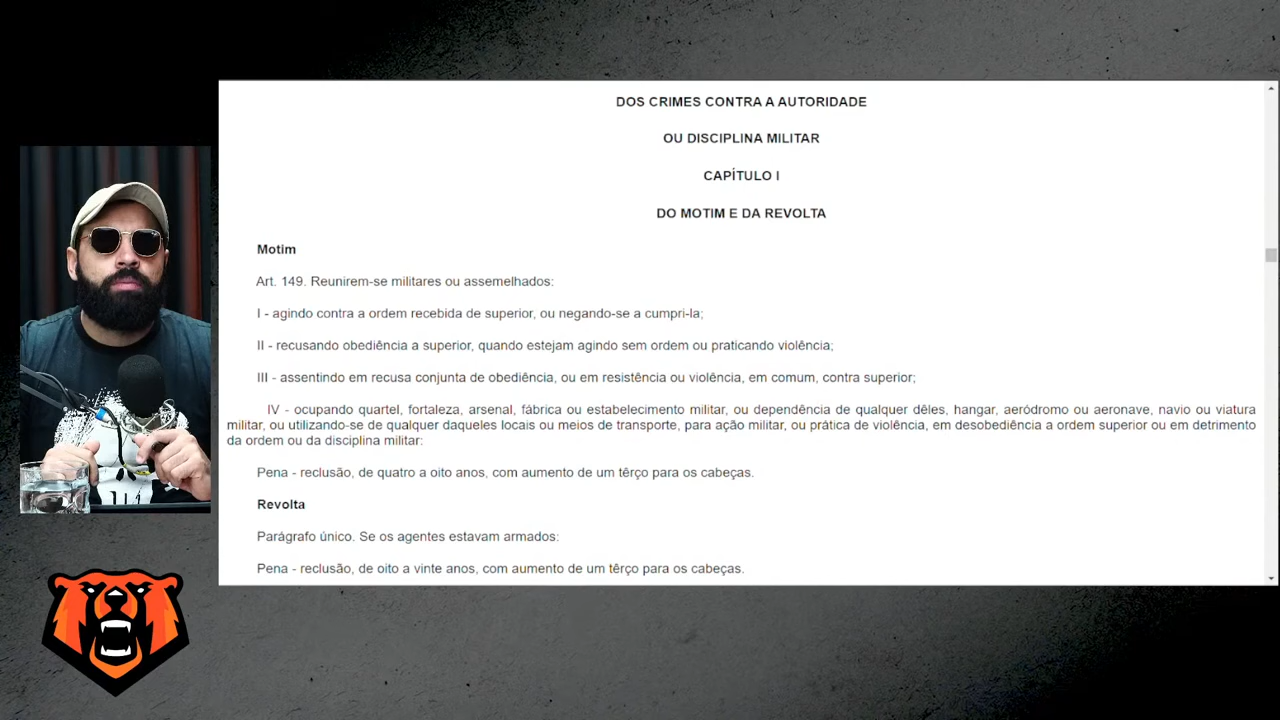 DOS CRIMES CONTRA A AUTORIDADE
OU DISCIPLINA MILITAR
CAPÍTULO I
DO MOTIM E DA REVOLTA
Motim
Art. 149. Reunirem-se militares ou assemelhados:
I - agindo contra a ordem recebida de superior, ou negando-se a cumpri-la;
II - recusando obediência a superior, quando estejam agindo sem ordem ou praticando violência;
III - assentindo em recusa conjunta de obediência, ou em resistência ou violência, em comum, contra superior;
IV - ocupando quartel, fortaleza, arsenal, fábrica ou estabelecimento militar, ou dependência de qualquer dêles, hangar, aeródromo ou aeronave, navio ou viatura
militar, ou utilizando-se de qualquer daqueles locais ou meios de transporte, para ação militar, ou prática de violência, em desobediência a ordem superior ou em detrimento
da ordem ou da disciplina militar:
Pena - reclusão, de quatro a oito anos, com aumento de um têrço para os cabeças.
Revolta
Parágrafo único. Se os agentes estavam armados:
Pena - reclusão, de oito a vinte anos, com aumento de um têrço para os cabeças.